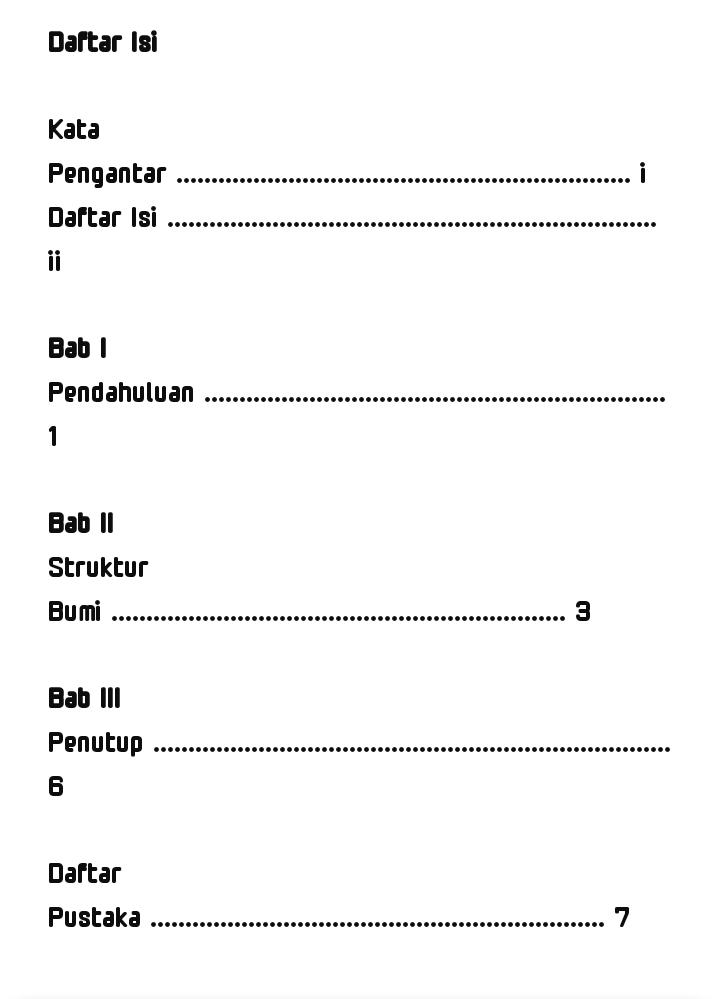 Daftar Isi
Kata
Pengantar ................................................................. i
Daftar Isi ......................................................................
ii
Bab I
Pendahuluan ..................................................................
1
Bab II
Struktur
Bumi ................................................................. 3
Bab III
Penutup ..........................................................................
6
Daftar
Pustaka ................................................................. 7